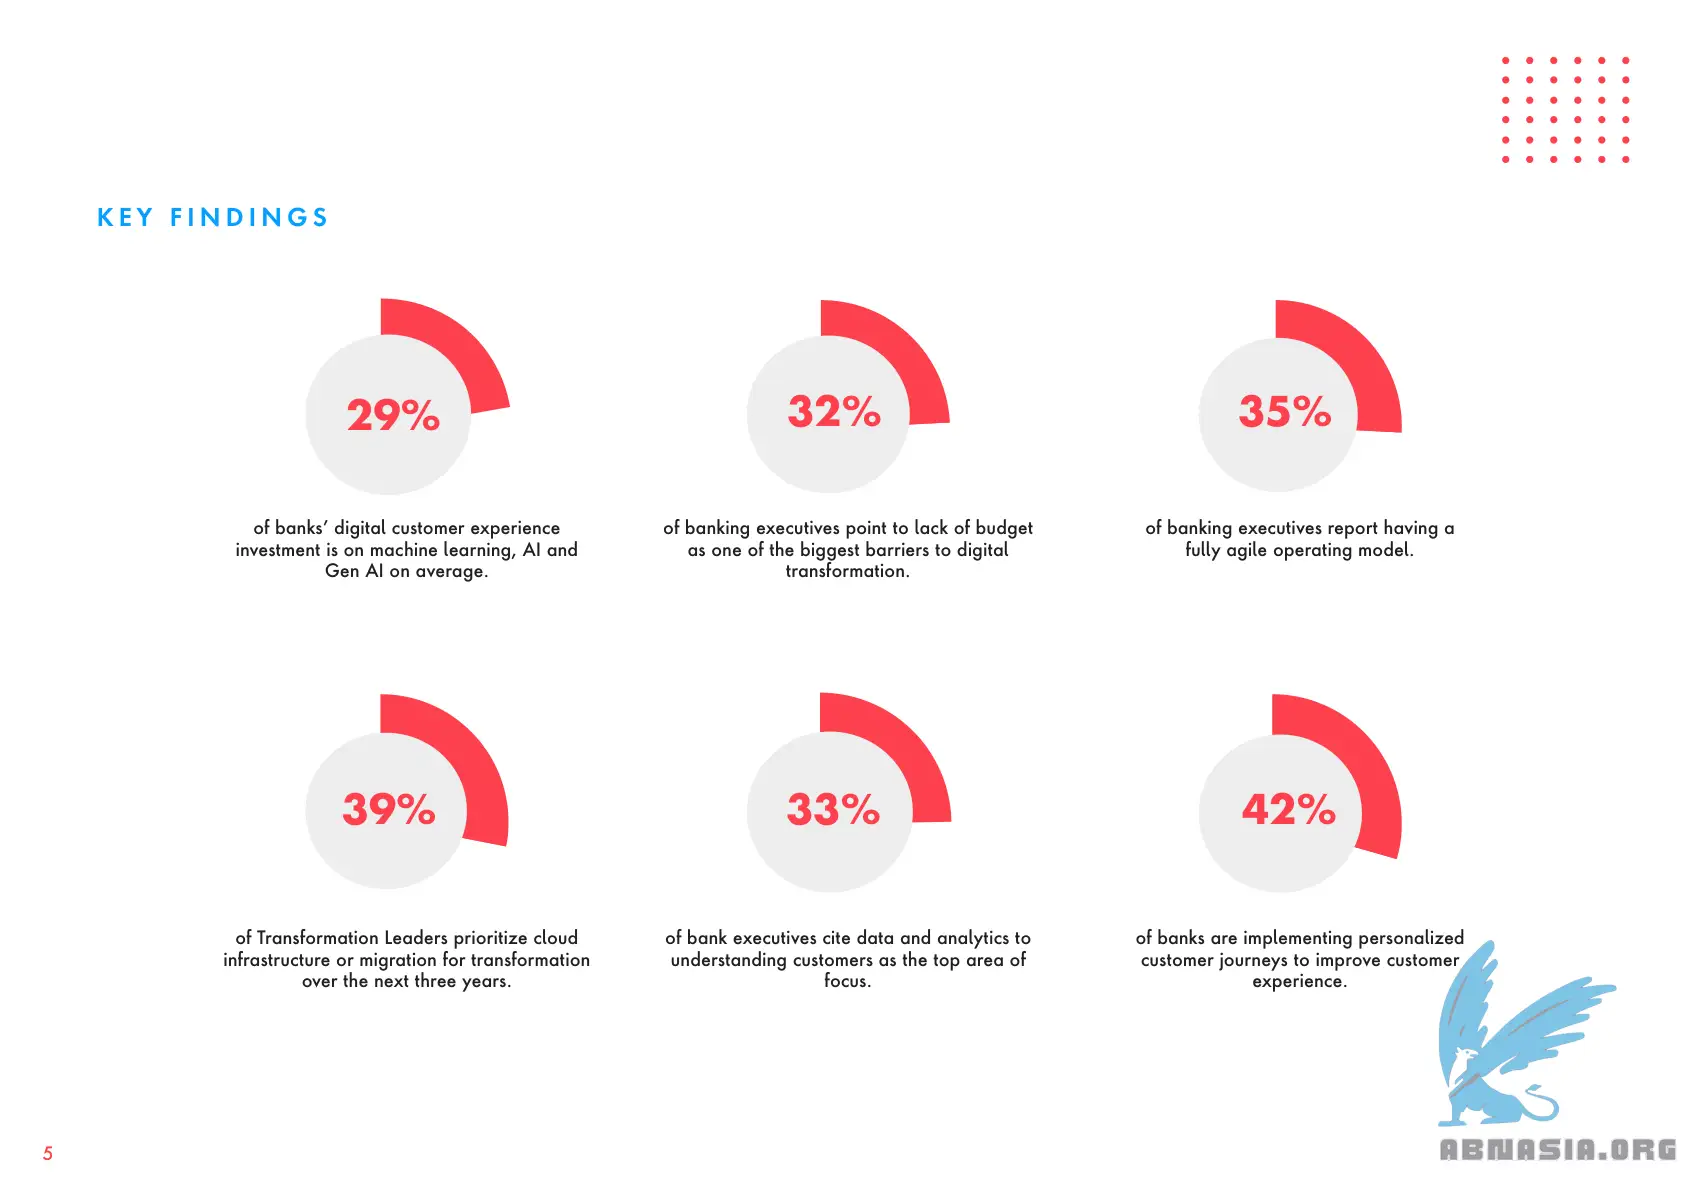 KEY FINDINGS
29%
of banks’ digital customer experience
investment is on machine learning, AI and
Gen AI on average.
32%
of banking executives point to lack of budget
as one of the biggest barriers to digital
transformation.
35%
of banking executives report having a
fully agile operating model.
39%
of Transformation Leaders prioritize cloud
infrastructure or migration for transformation
over the next three years.
33%
of bank executives cite data and analytics to
understanding customers as the top area of
focus.
42%
of banks are implementing personalized
customer journeys to improve customer
experience.
5
ABNASIA.ORG